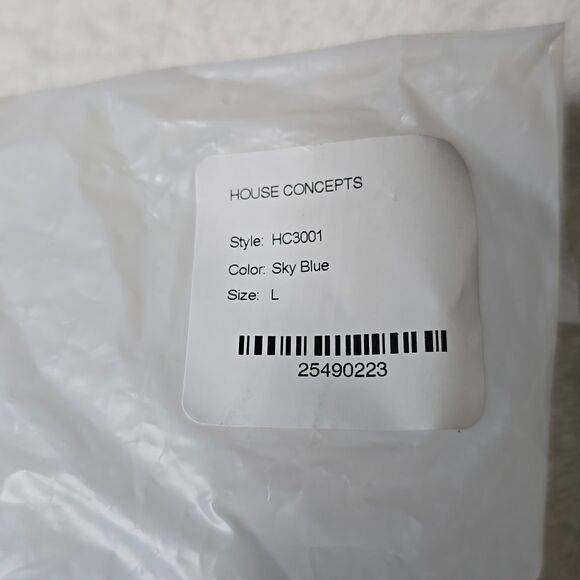 HOUSE CONCEPTS
Style: HC3001
Color: Sky Blue
Size: L
25490223